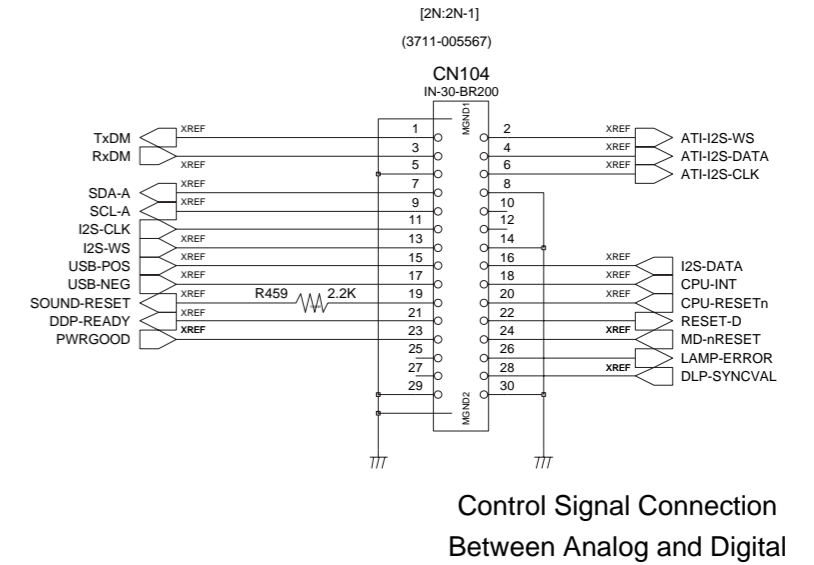 [2N:2N-1]
(3711-005567)
CN104
IN-30-BR200
MGND1
TxDM XREF 1 2 XREF ATI-I2S-WS
RxDM XREF 3 4 XREF ATI-I2S-DATA
5 6 XREF ATI-I2S-CLK
SDA-A XREF 7 8
SCL-A XREF 9 10
I2S-CLK 11 12
I2S-WS XREF 13 14
USB-POS XREF 15 16 XREF I2S-DATA
USB-NEG XREF 17 18 XREF CPU-INT
SOUND-RESET XREF R459 2.2K 19 20 XREF CPU-RESETn
DDP-READY XREF 21 22 RESET-D
PWRGOOD XREF 23 24 XREF MD-nRESET
25 26 LAMP-ERROR
27 28 XREF DLP-SYNCVAL
29 30
MGND2
Control Signal Connection
Between Analog and Digital